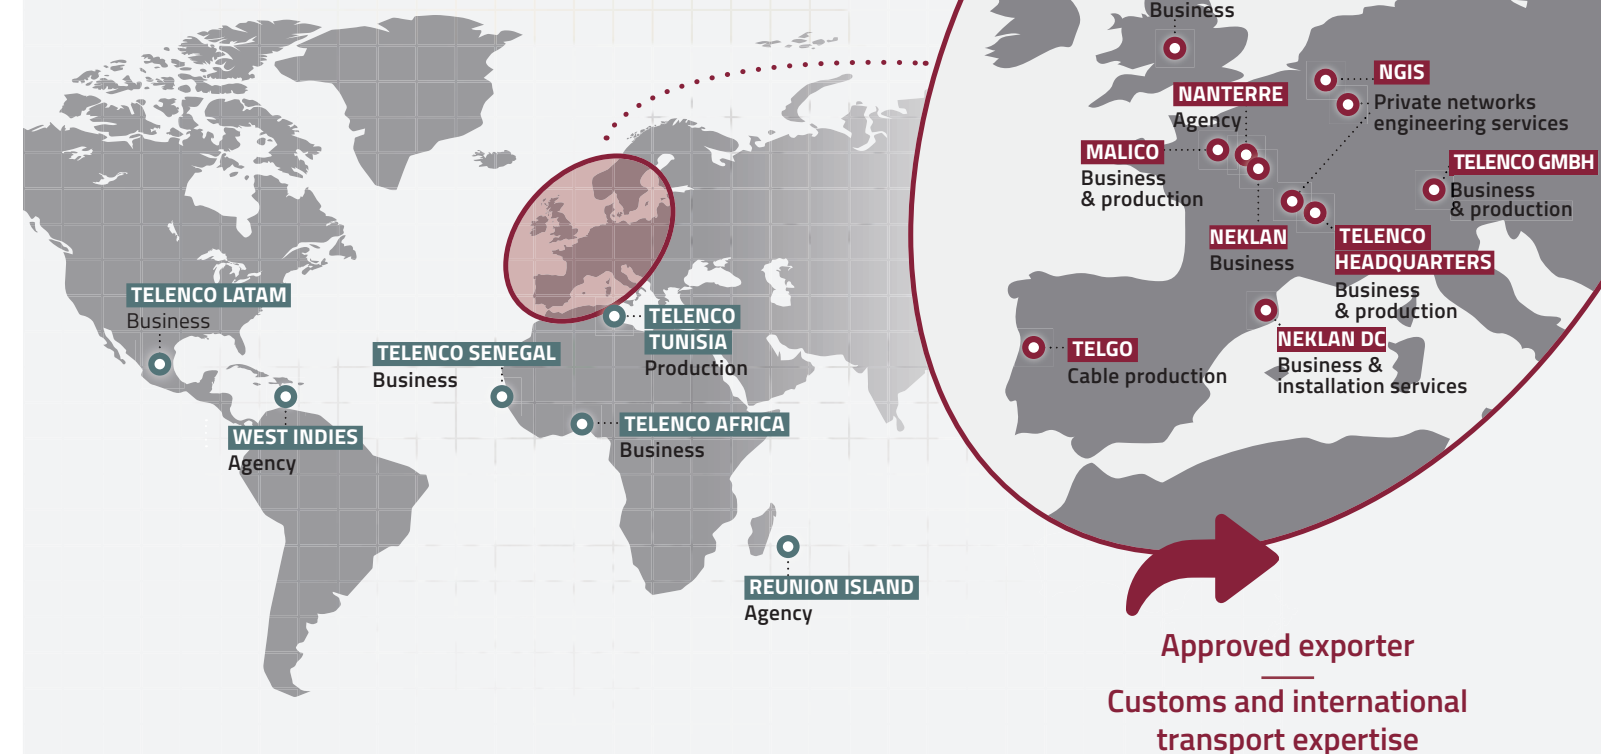 TELENCO LATAM
Business
WEST INDIES
Agency
TELENCO SENEGAL
Business
TELENCO
TUNISIA
Production
TELENCO AFRICA
Business
REUNION ISLAND
Agency
Business
NGIS
Private networks
engineering services
NANTERRE
Agency
MALICO
Business
& production
TELENCO GMBH
Business
& production
NEKLAN
Business
TELENCO
HEADQUARTERS
Business
& production
NEKLAN DC
Business &
installation services
TELGO
Cable production
Approved exporter
Customs and international
transport expertise